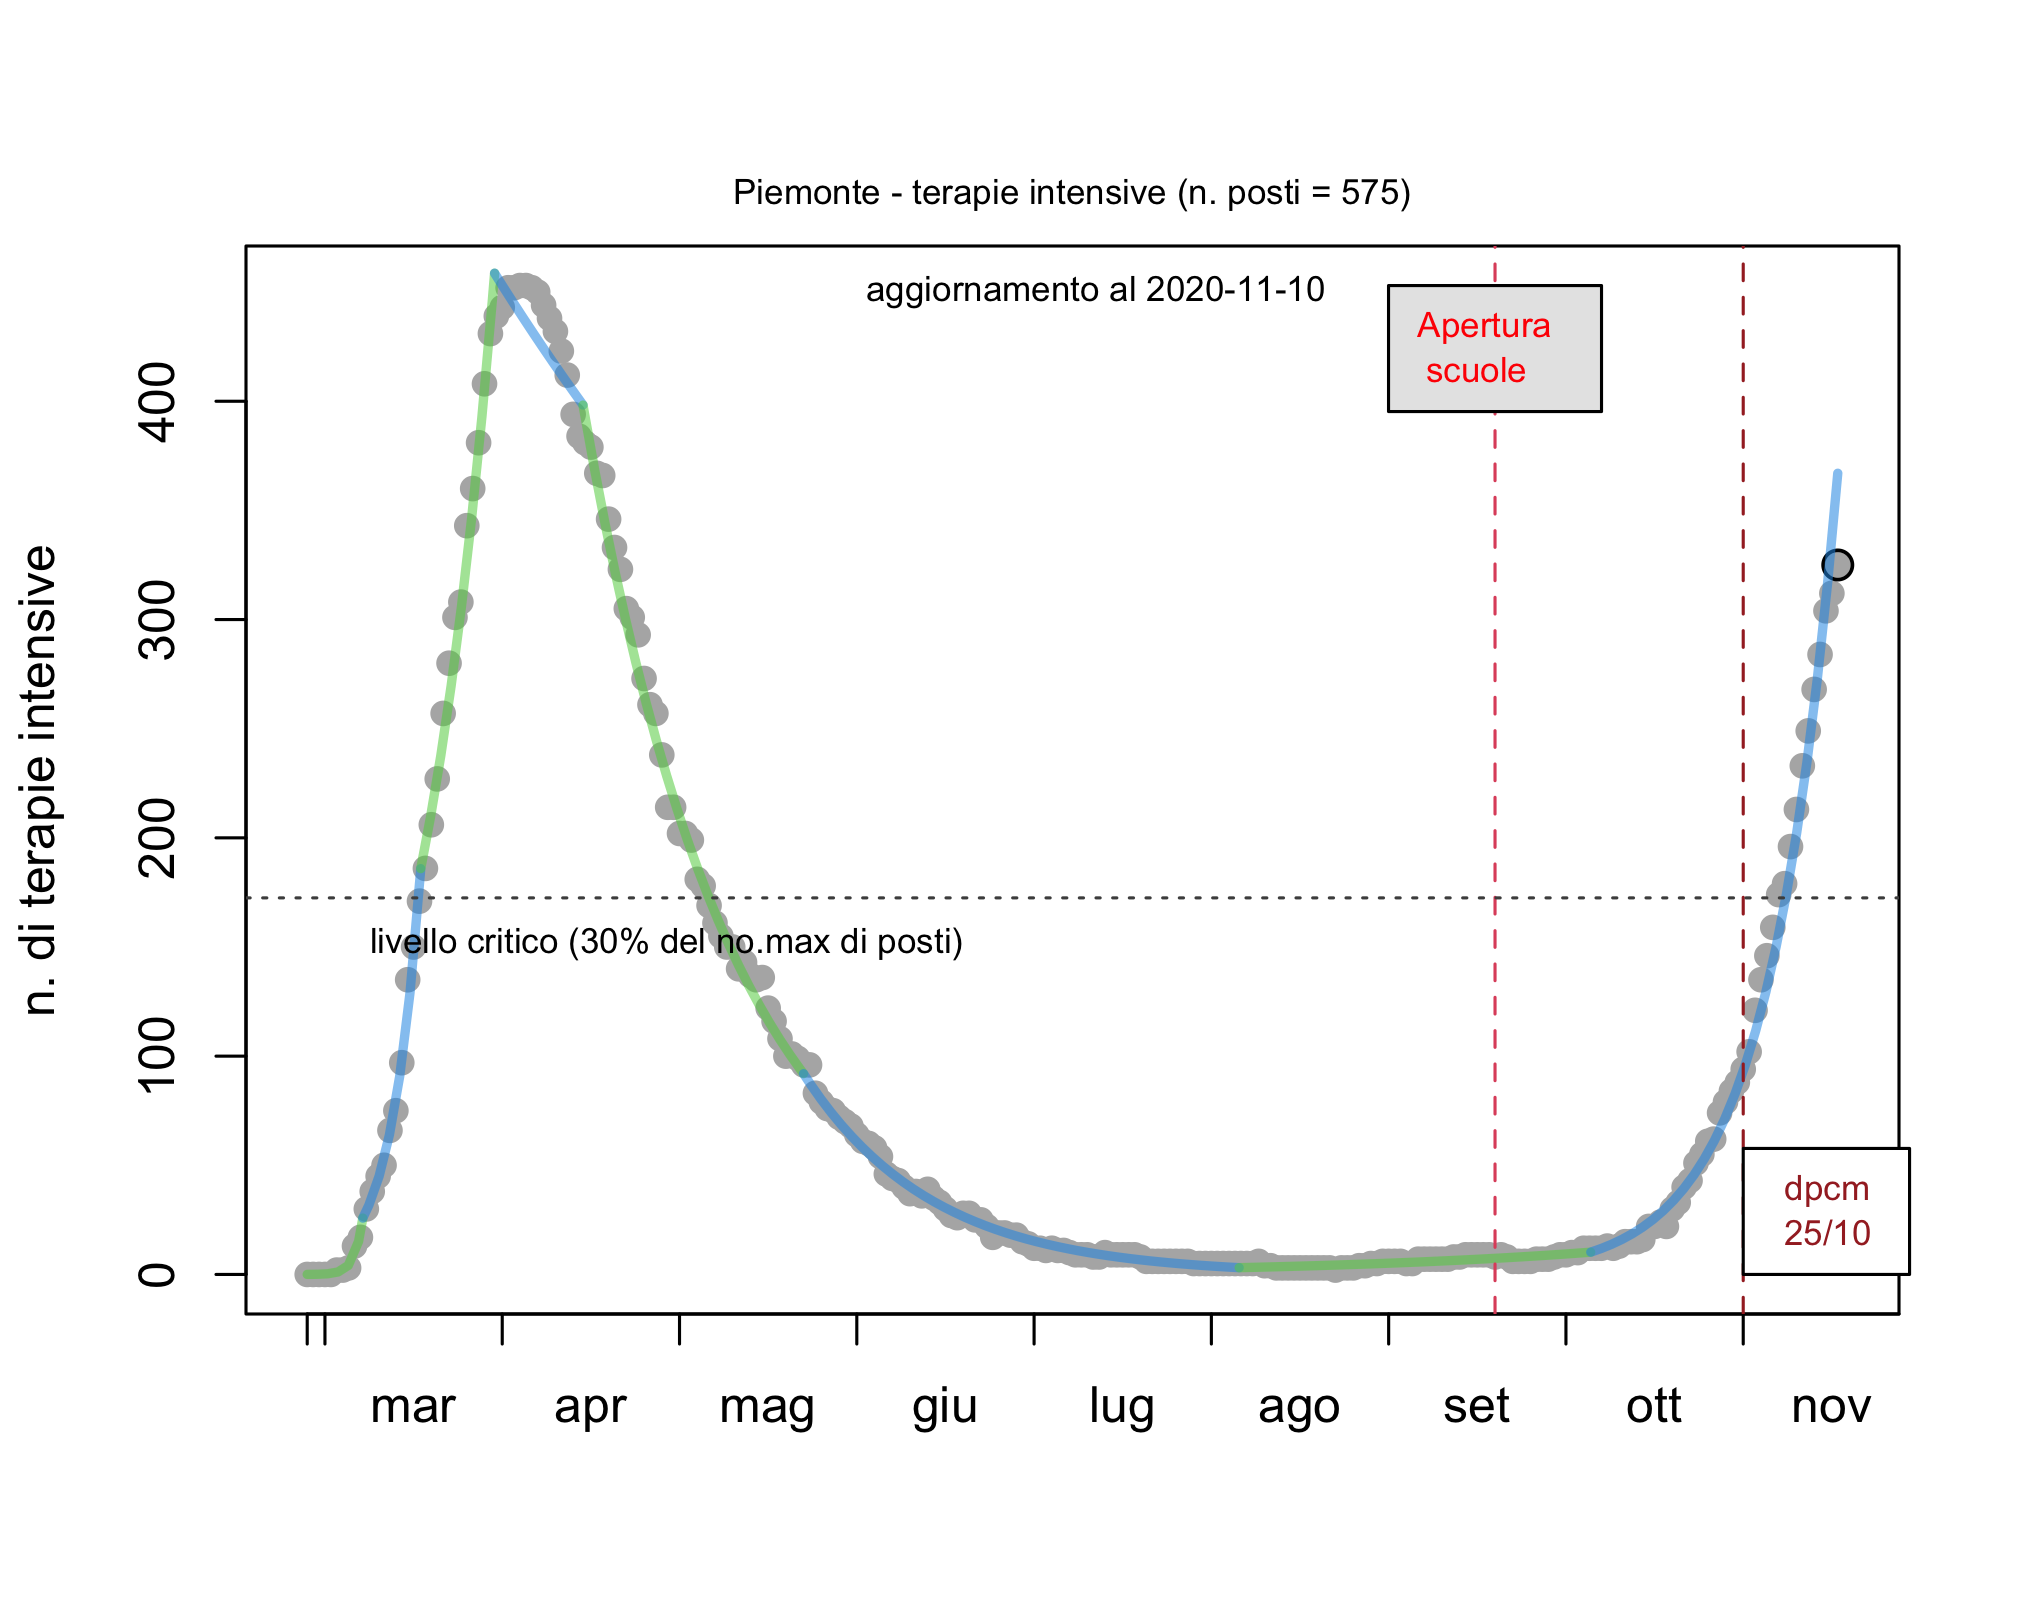 Piemonte - terapie intensive (n. posti = 575)
aggiornamento al 2020-11-10
Apertura
scuole
n. di terapie intensive
400
300
200
100
0
livello critico (30% del no.max di posti)
dpcm
25/10
mar apr mag giu lug ago set ott nov